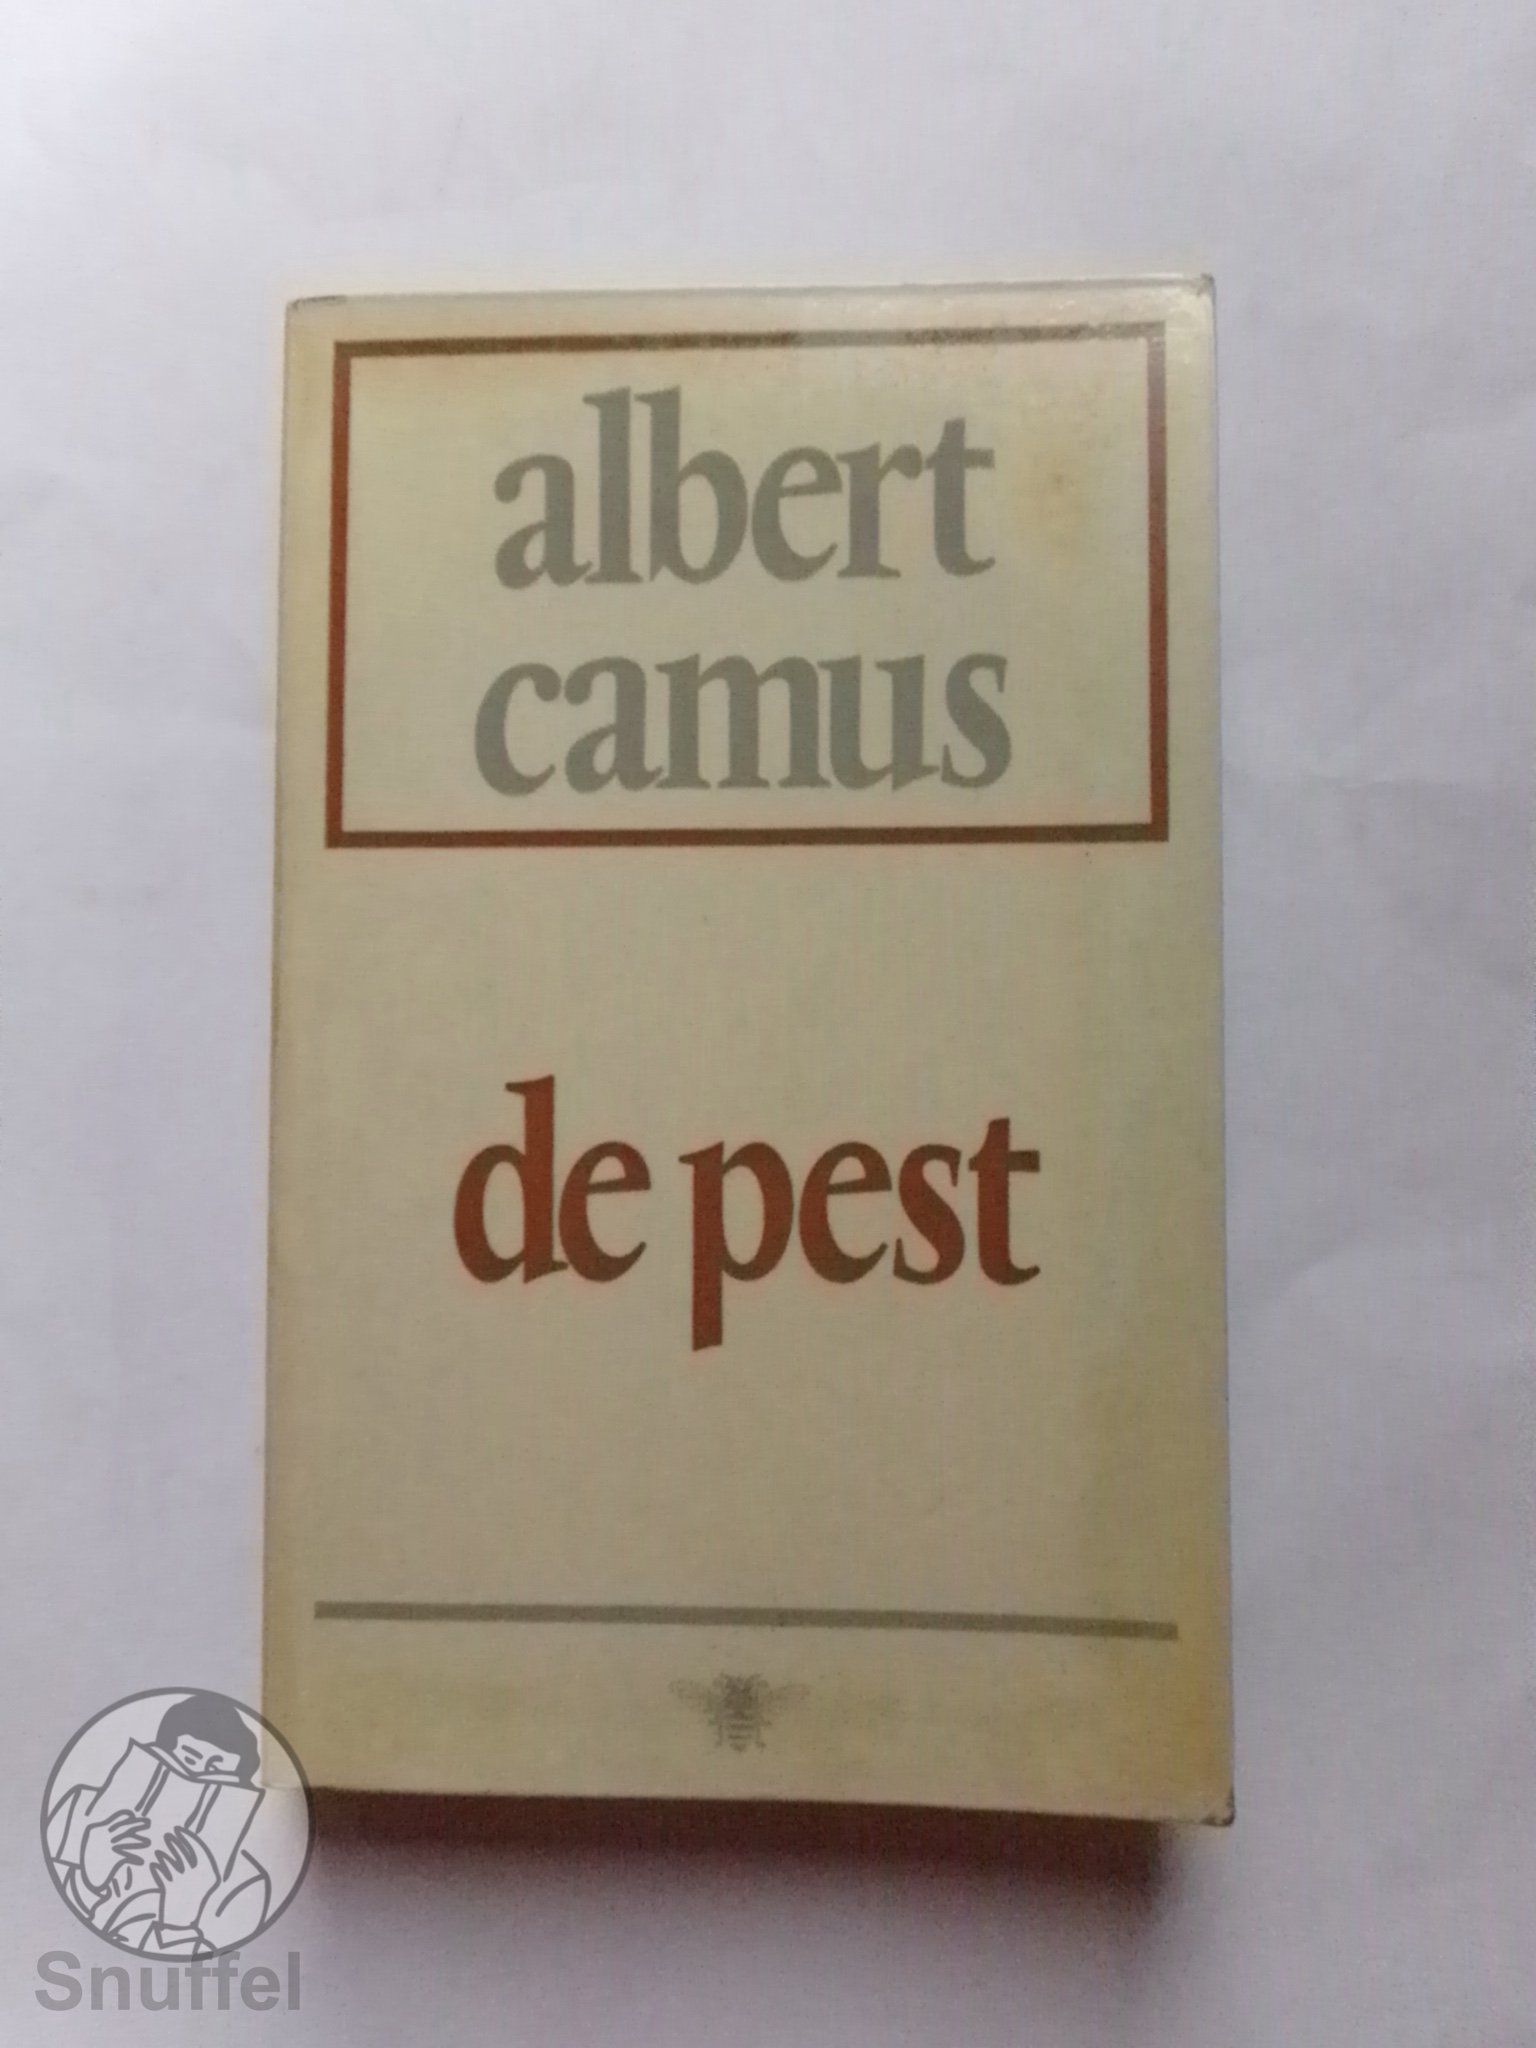 albert
camus
de pest
Snuffel